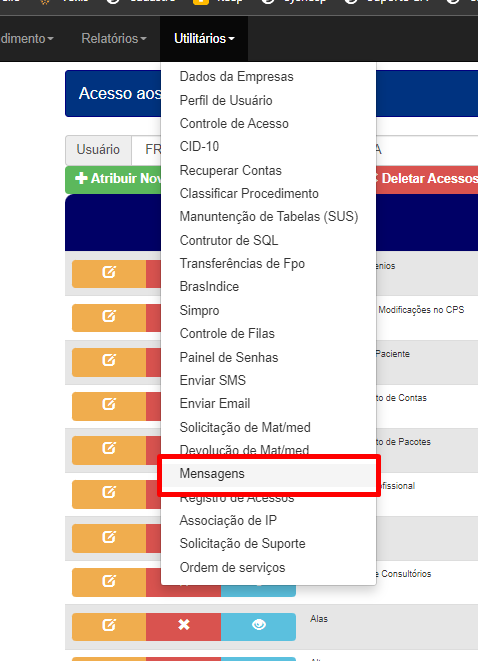 dimento Relatórios Utilitários
Acesso aos
Dados da Empresas
Perfil de Usuário
Controle de Acesso
CID-10
Recuperar Contas
Classificar Procedimento
Manuntenção de Tabelas (SUS)
Contrutor de SQL
Transferências de Fpo
BrasIndice
Simpro
Controle de Filas
Painel de Senhas
Enviar SMS
Enviar Email
Solicitação de Mat/med
Devolução de Mat/med
Mensagens
Registro de Acessos
Associação de IP
Solicitação de Suporte
Ordem de serviços
Usuário FR A
Atribuir Nov Deletar Acessos
enios
Modificações no CPS
Paciente
to de Contas
to de Pacotes
ofissional
e Consultórios
Alas